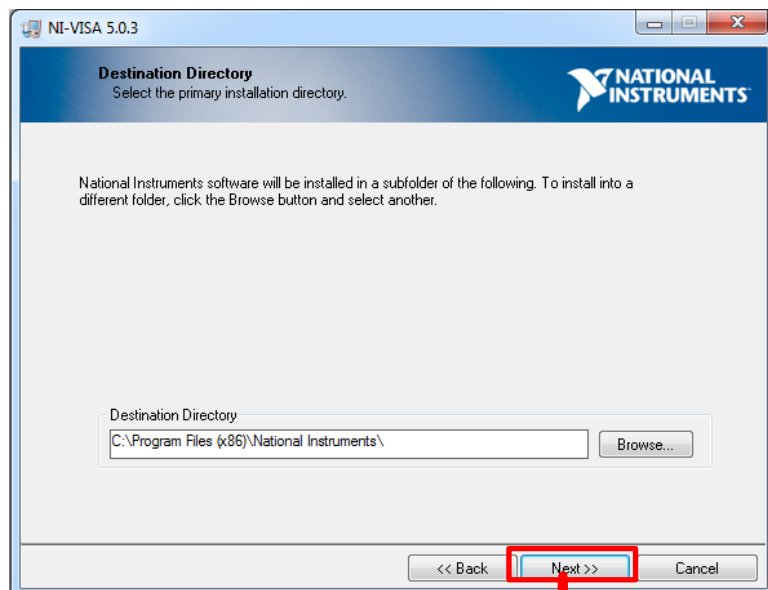 NI-VISA 5.0.3
Destination Directory
Select the primary installation directory.
NATIONAL
INSTRUMENTS
National Instruments software will be installed in a subfolder of the following. To install into a
different folder, click the Browse button and select another.
Destination Directory
C:\Program Files (x86)\National Instruments\
Browse...
<< Back
Next >>
Cancel